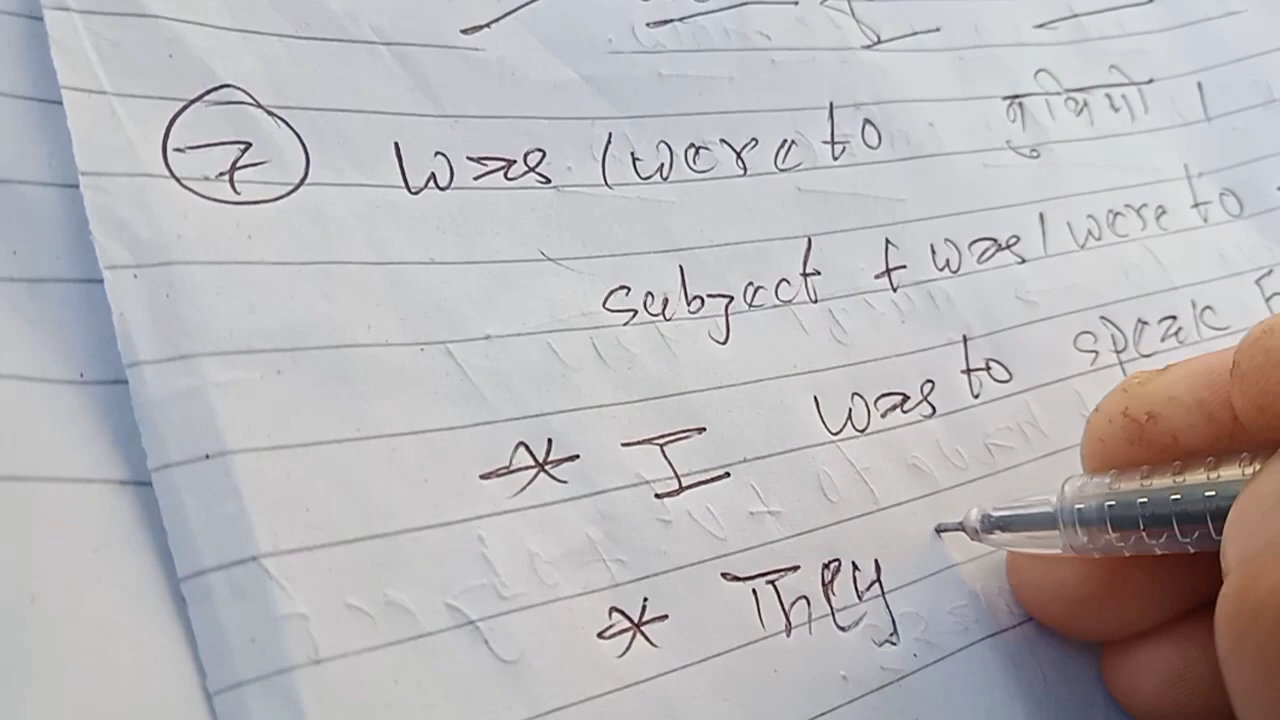 7 was / were to थियो।
subject + was / were to
* I was to speak
* They